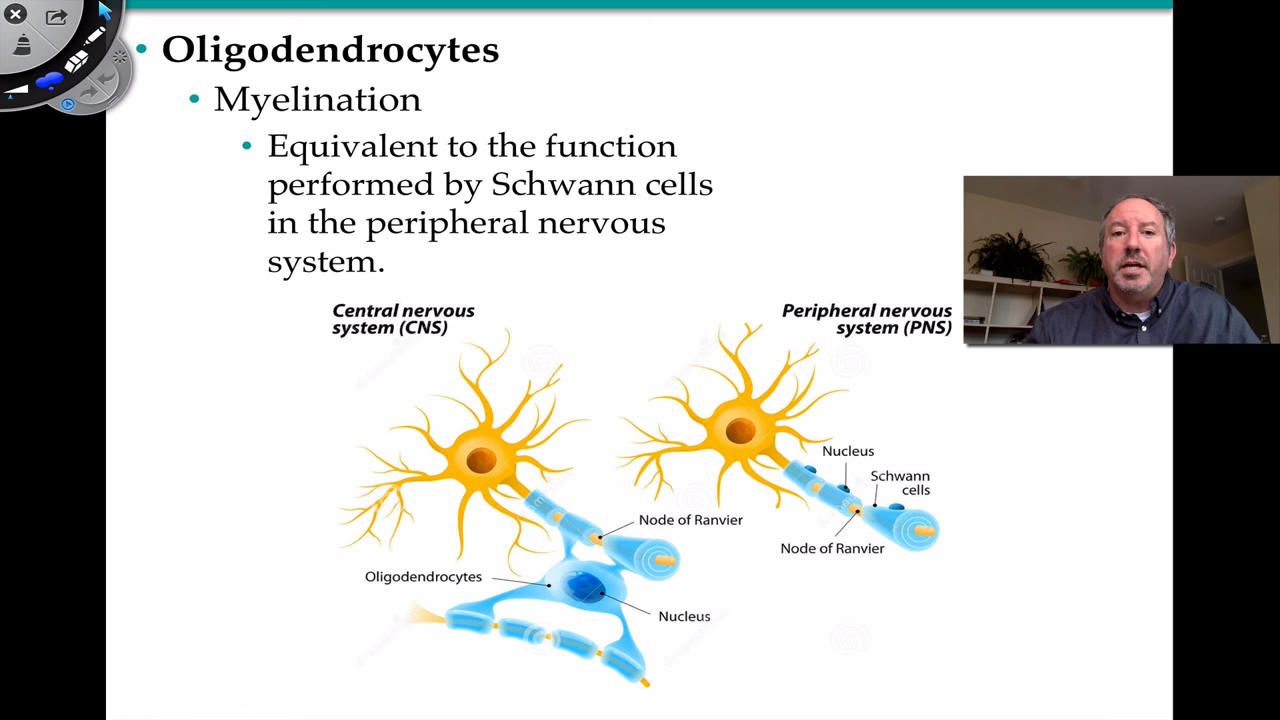 Oligodendrocytes
Myelination
Equivalent to the function
performed by Schwann cells
in the peripheral nervous
system.
Central nervous
system (CNS)
Peripheral nervous
system (PNS)
Nucleus
Schwann
cells
Node of Ranvier
Node of Ranvier
Oligodendrocytes
Nucleus